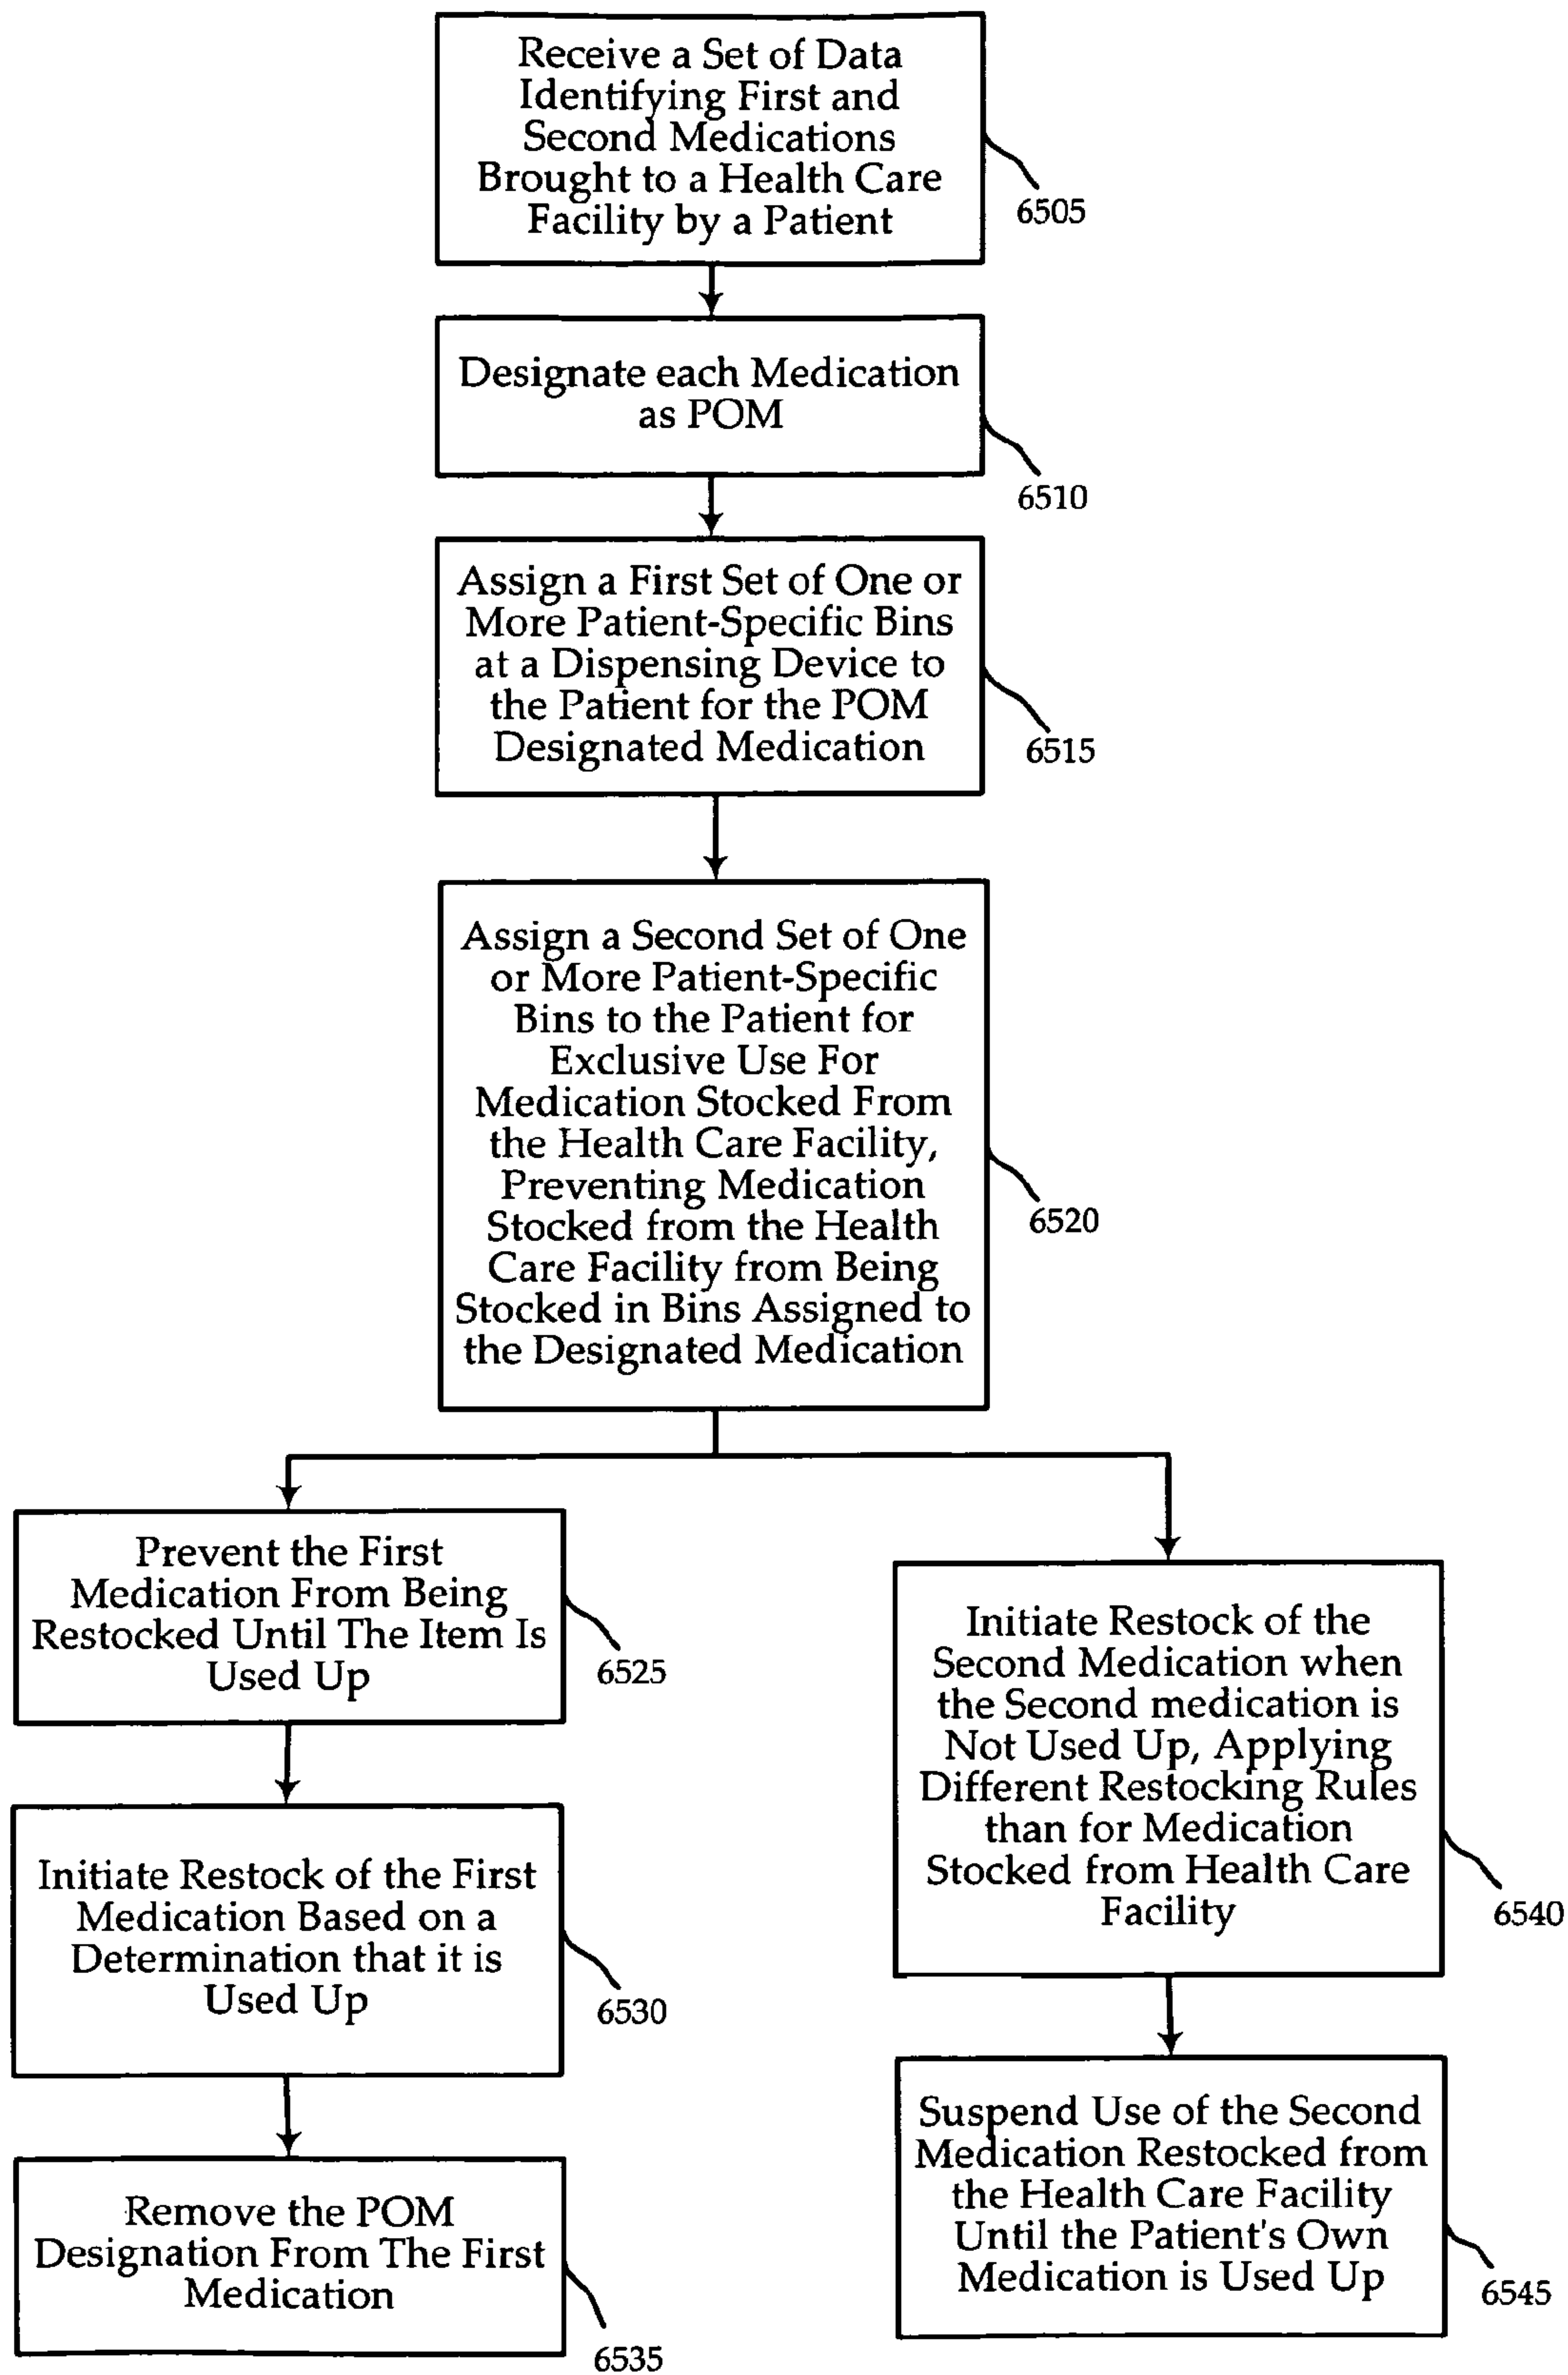 Receive a Set of Data
Identifying First and
Second Medications
Brought to a Health Care
Facility by a Patient
6505
Designate each Medication
as POM
6510
Assign a First Set of One or
More Patient-Specific Bins
at a Dispensing Device to
the Patient for the POM
Designated Medication
6515
Assign a Second Set of One
or More Patient-Specific
Bins to the Patient for
Exclusive Use For
Medication Stocked From
the Health Care Facility,
Preventing Medication
Stocked from the Health
Care Facility from Being
Stocked in Bins Assigned to
the Designated Medication
6520
Prevent the First
Medication From Being
Restocked Until The Item Is
Used Up
6525
Initiate Restock of the First
Medication Based on a
Determination that it is
Used Up
6530
Remove the POM
Designation From The First
Medication
6535
Initiate Restock of the
Second Medication when
the Second medication is
Not Used Up, Applying
Different Restocking Rules
than for Medication
Stocked from Health Care
Facility
6540
Suspend Use of the Second
Medication Restocked from
the Health Care Facility
Until the Patient's Own
Medication is Used Up
6545